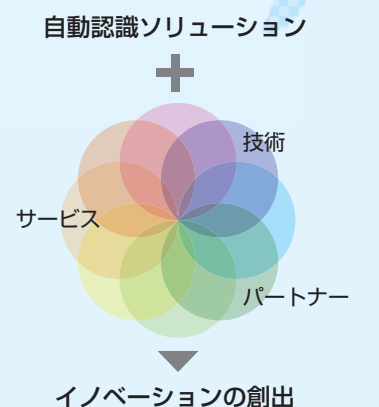 自動認識ソリューション
技術
サービス
パートナー
イノベーションの創出